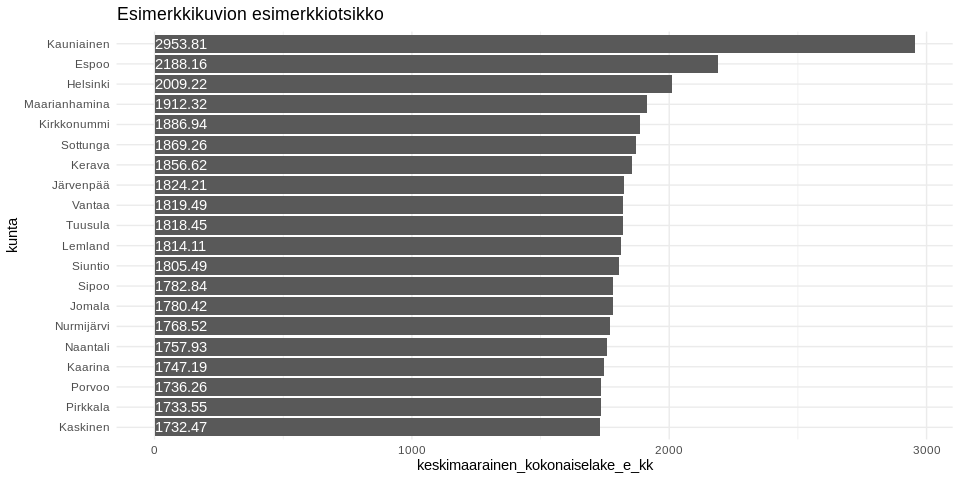 Esimerkkikuvion esimerkkiotsikko
kunta
Kauniainen 2953.81
Espoo 2188.16
Helsinki 2009.22
Maarianhamina 1912.32
Kirkkonummi 1886.94
Sottunga 1869.26
Kerava 1856.62
Järvenpää 1824.21
Vantaa 1819.49
Tuusula 1818.45
Lemland 1814.11
Siuntio 1805.49
Sipoo 1782.84
Jomala 1780.42
Nurmijärvi 1768.52
Naantali 1757.93
Kaarina 1747.19
Porvoo 1736.26
Pirkkala 1733.55
Kaskinen 1732.47
0 1000 2000 3000
keskimaarainen_kokonaiselake_e_kk